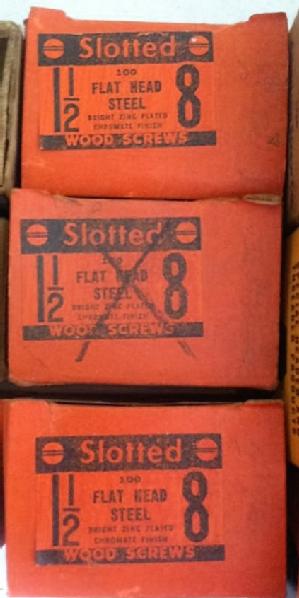 Slotted
100
1 1/2 FLAT HEAD 8
STEEL
BRIGHT ZINC PLATED
CHROMATE FINISH
WOOD SCREWS
Slotted
100
1 1/2 FLAT HEAD 8
STEEL
BRIGHT ZINC PLATED
CHROMATE FINISH
WOOD SCREWS
Slotted
100
1 1/2 FLAT HEAD 8
STEEL
BRIGHT ZINC PLATED
CHROMATE FINISH
WOOD SCREWS